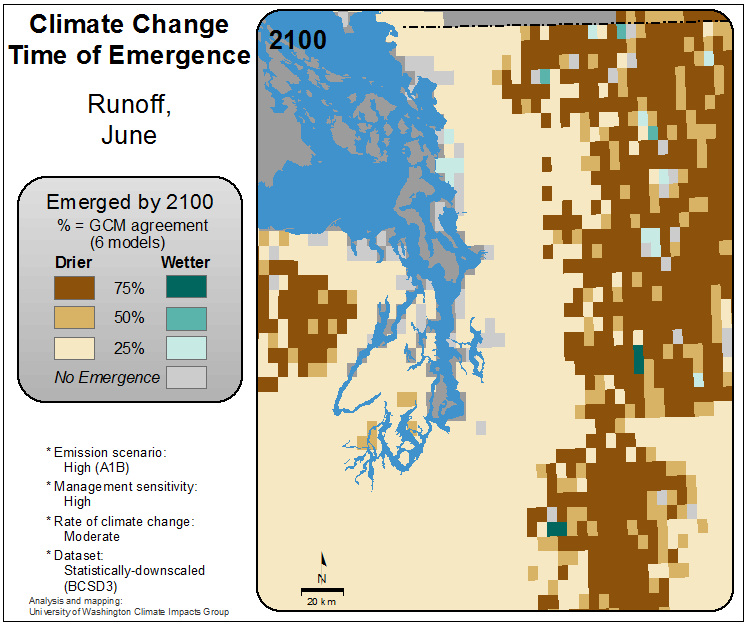 Climate Change
Time of Emergence
Runoff,
June
Emerged by 2100
% = GCM agreement
(6 models)
Drier Wetter
75%
50%
25%
No Emergence
* Emission scenario:
High (A1B)
* Management sensitivity:
High
* Rate of climate change:
Moderate
* Dataset:
Statistically-downscaled
(BCSD3)
Analysis and mapping:
University of Washington Climate Impacts Group
2100
N
20 km